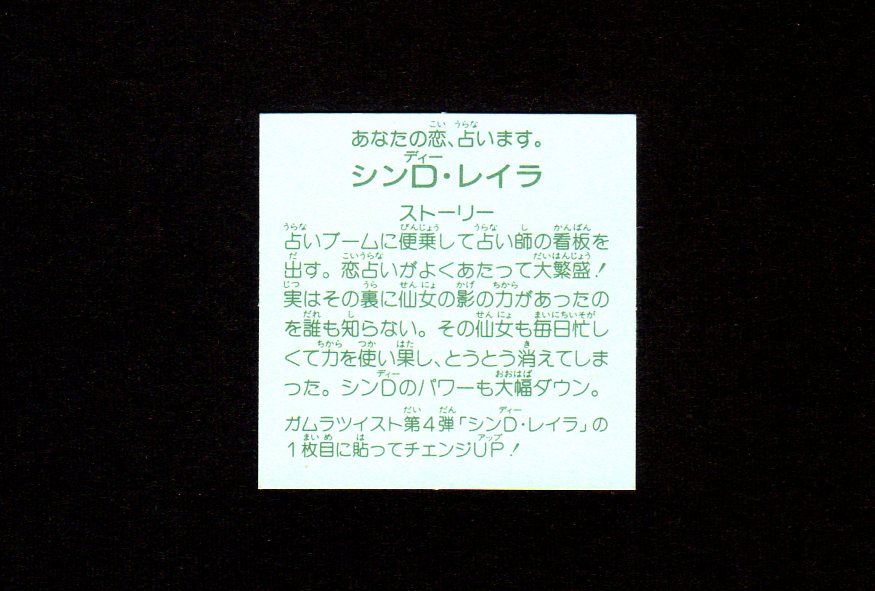 あなたの恋、占います。
シンD・レイラ
ストーリー
占いブームに便乗して占い師の看板を
出す。恋占いがよくあたって大繁盛！
実はその裏に仙女の影の力があったの
を誰も知らない。その仙女も毎日忙し
くて力を使い果し、とうとう消えてしま
った。シンDのパワーも大幅ダウン。
ガムラツイスト第4弾「シンD・レイラ」の
1枚目に貼ってチェンジUP！